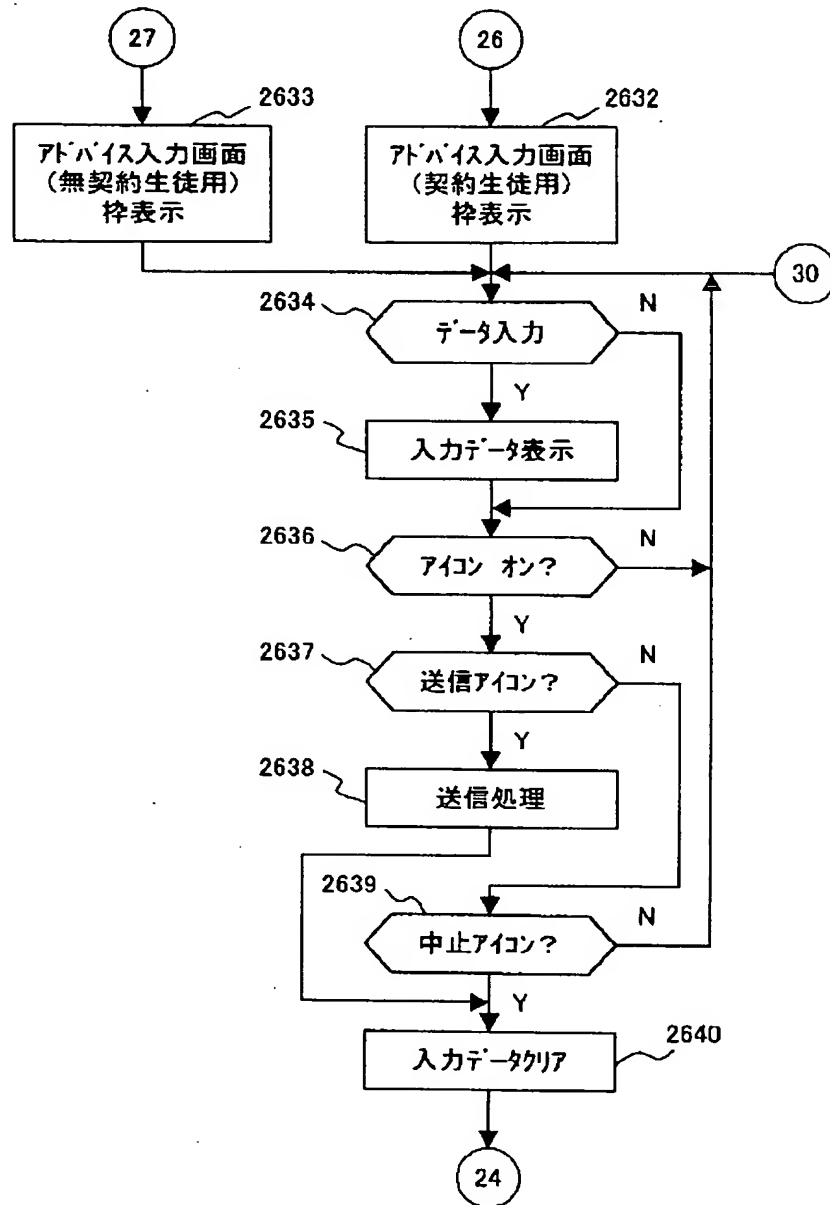 27
26
2633
2632
アドバイス入力画面
(無契約生徒用)
枠表示
アドバイス入力画面
(契約生徒用)
枠表示
30
2634
データ入力
N
Y
2635
入力データ表示
2636
アイコン オン?
N
Y
2637
送信アイコン?
N
Y
2638
送信処理
2639
中止アイコン?
N
Y
2640
入力データクリア
24